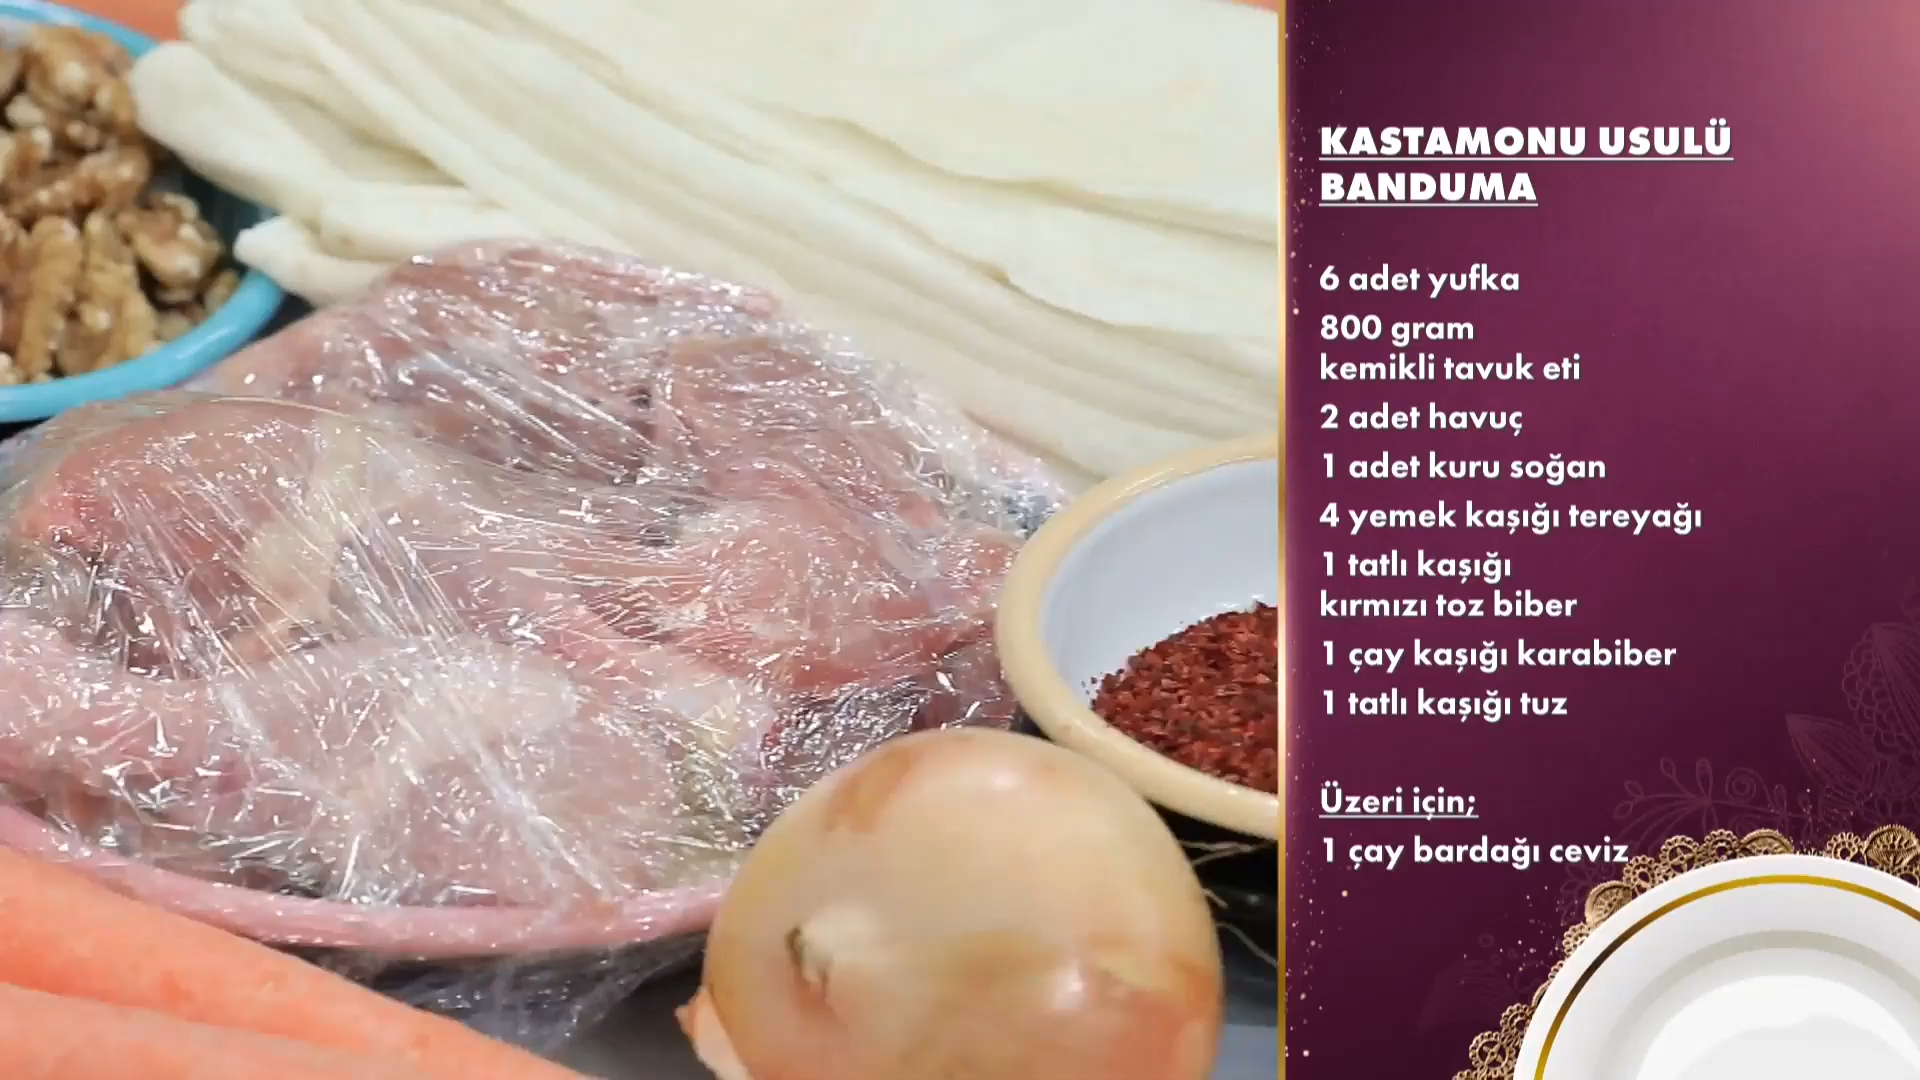 KASTAMONU USULÜ
BANDUMA
6 adet yufka
800 gram
kemikli tavuk eti
2 adet havuç
1 adet kuru soğan
4 yemek kaşığı tereyağı
1 tatlı kaşığı
kırmızı toz biber
1 çay kaşığı karabiber
1 tatlı kaşığı tuz
Üzeri için;
1 çay bardağı ceviz